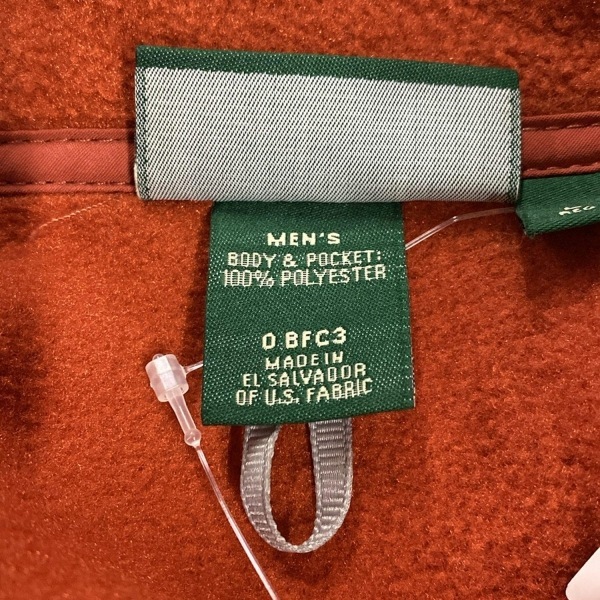 MEN'S
BODY & POCKET:
100% POLYESTER
0 BFC3
MADE IN
EL SALVADOR
OF U.S. FABRIC